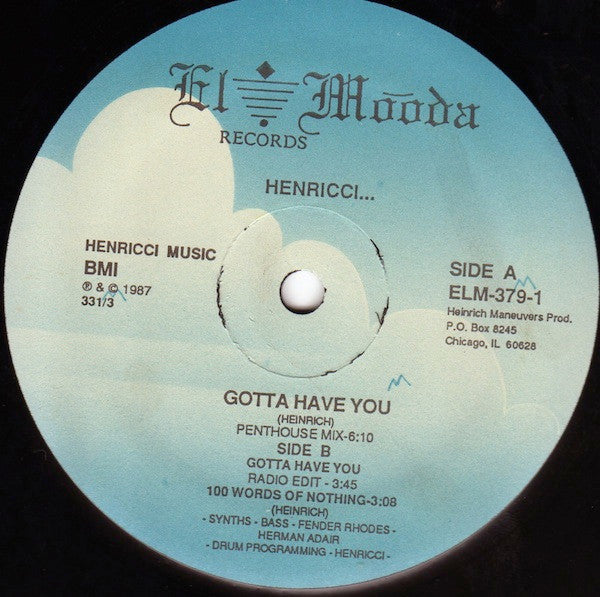 El Mooda
RECORDS
HENRICCI...
HENRICCI MUSIC
BMI
℗ & © 1987
331/3
SIDE A
ELM-379-1
Heinrich Maneuvers Prod.
P.O. Box 8245
Chicago, IL 60628
GOTTA HAVE YOU
(HEINRICH)
PENTHOUSE MIX-6:10
SIDE B
GOTTA HAVE YOU
RADIO EDIT - 3:45
100 WORDS OF NOTHING-3:08
(HEINRICH)
- SYNTHS - BASS - FENDER RHODES -
HERMAN ADAIR
- DRUM PROGRAMMING - HENRICCI -